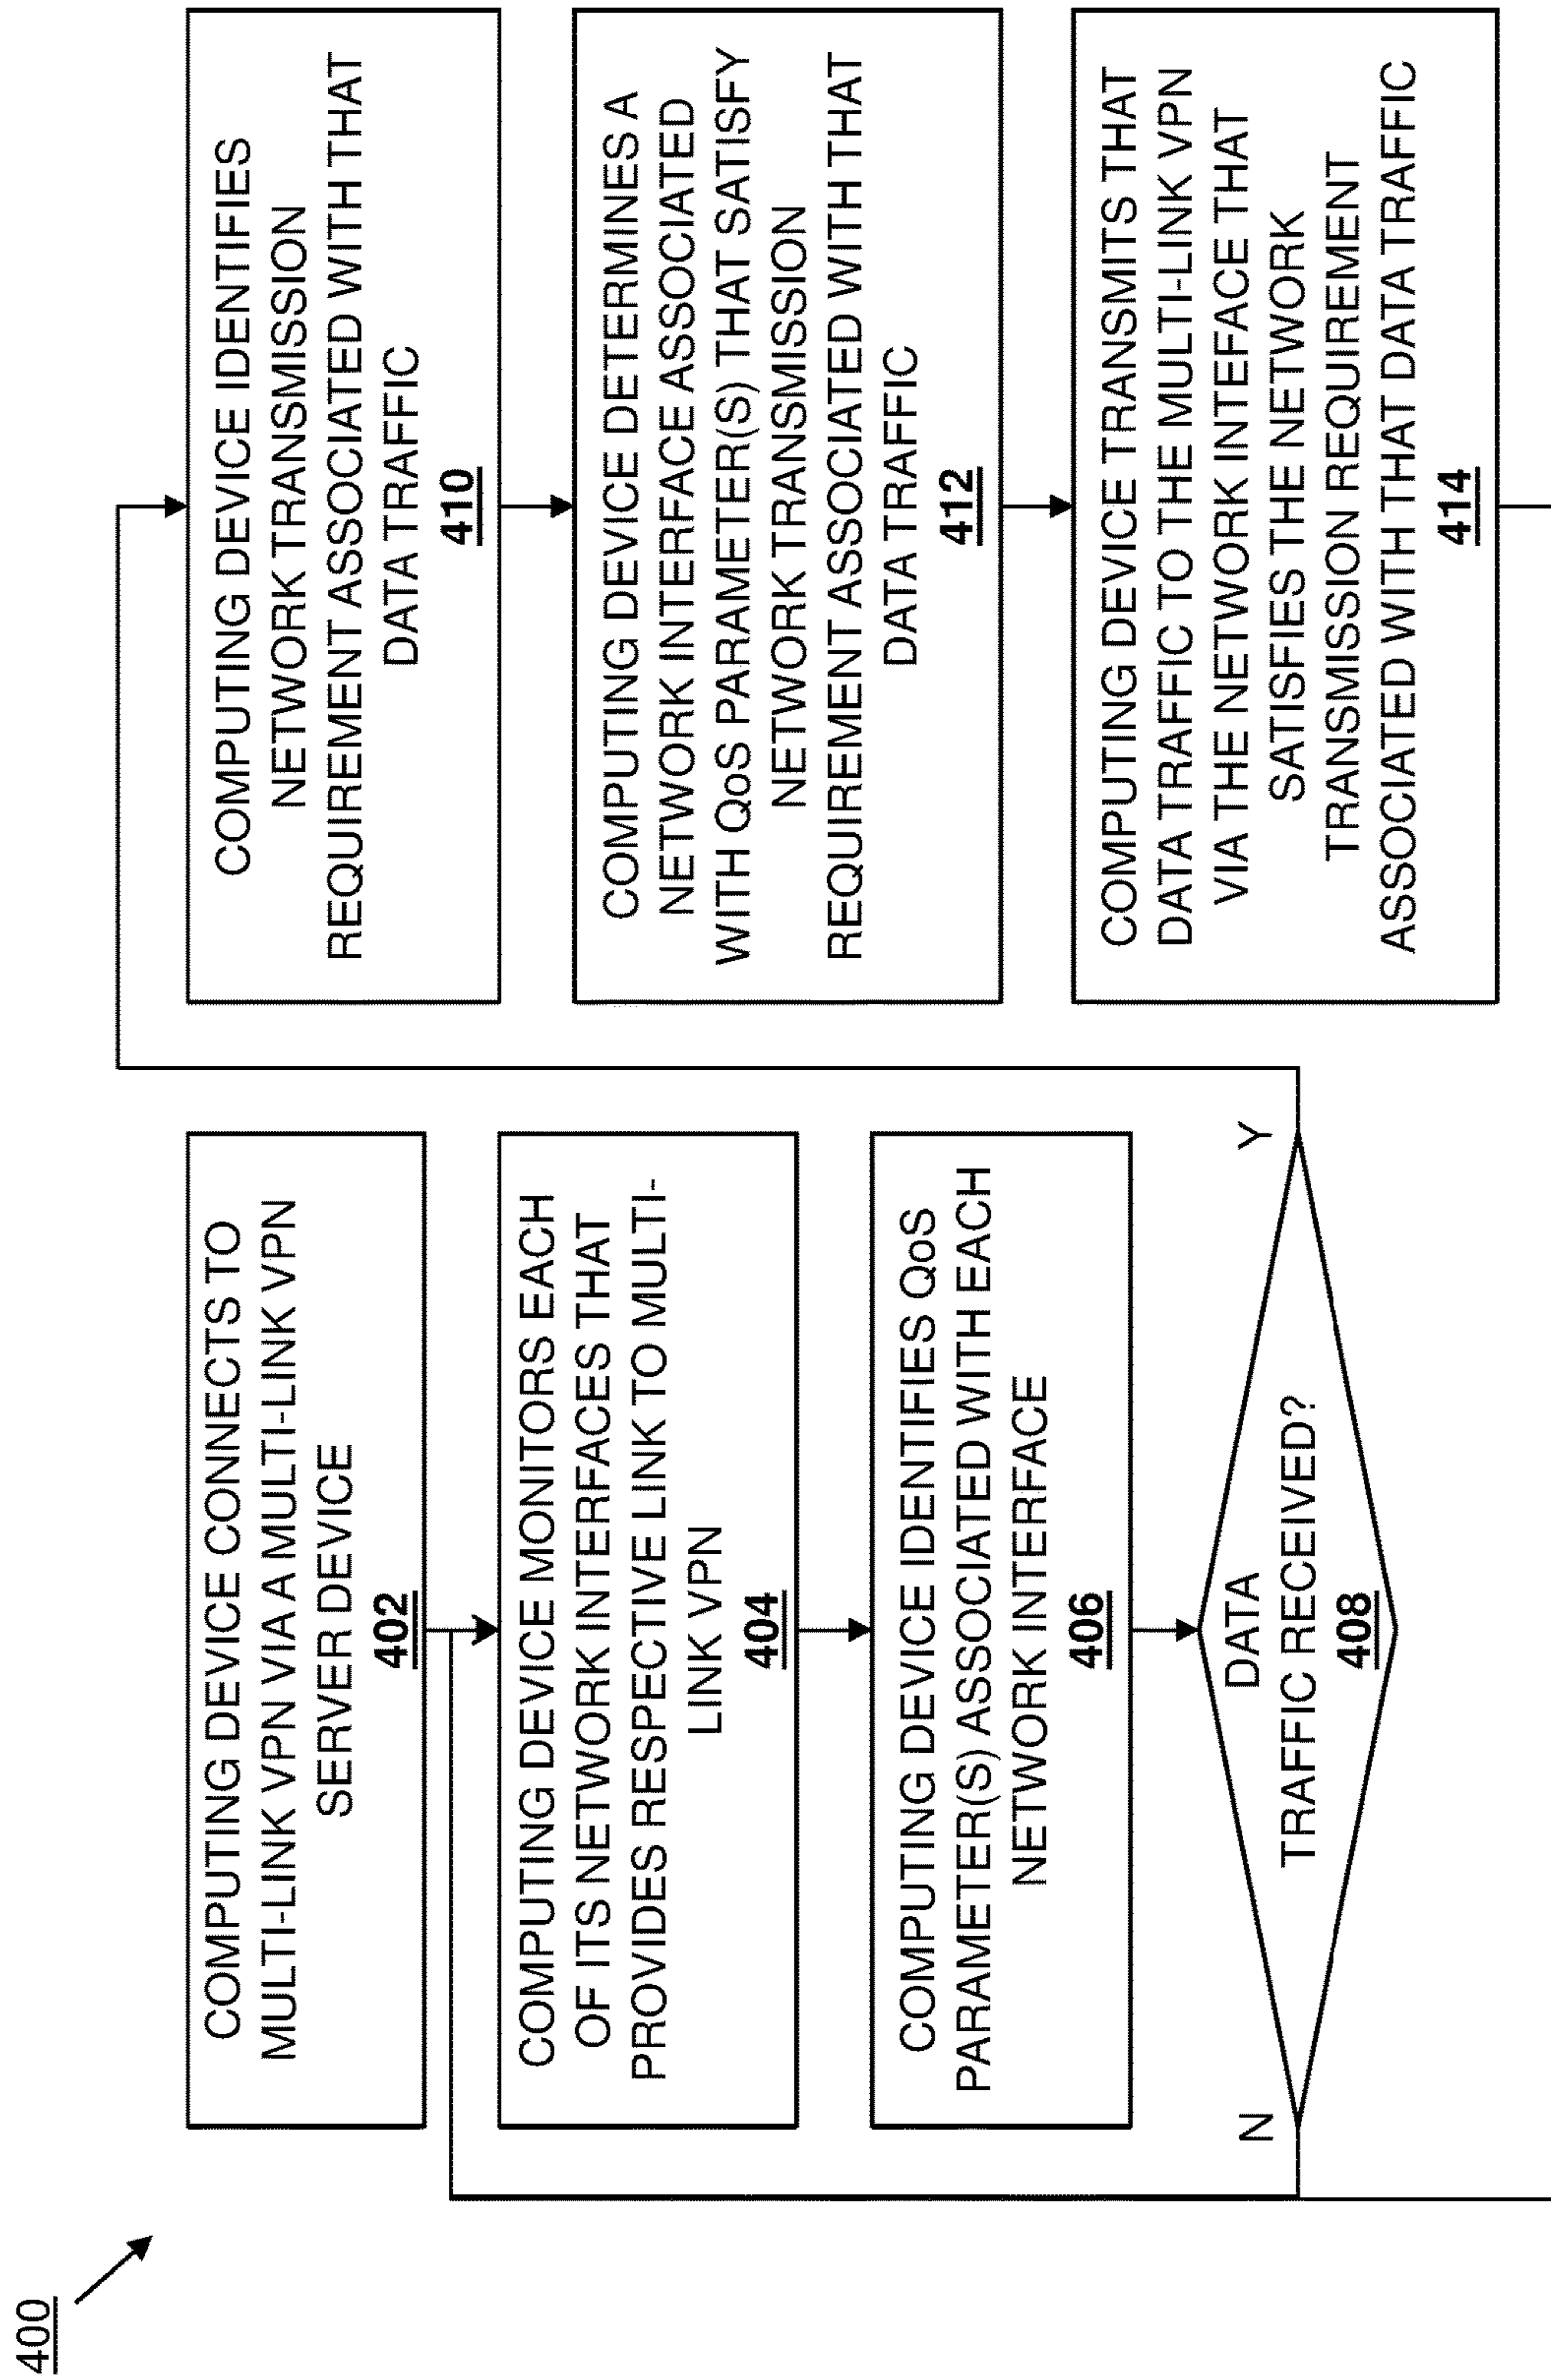 400
COMPUTING DEVICE CONNECTS TO
MULTI-LINK VPN VIA A MULTI-LINK VPN
SERVER DEVICE
402
COMPUTING DEVICE MONITORS EACH
OF ITS NETWORK INTERFACES THAT
PROVIDES RESPECTIVE LINK TO MULTI-
LINK VPN
404
COMPUTING DEVICE IDENTIFIES QoS
PARAMETER(S) ASSOCIATED WITH EACH
NETWORK INTERFACE
406
DATA
TRAFFIC RECEIVED?
408
N
Y
COMPUTING DEVICE IDENTIFIES
NETWORK TRANSMISSION
REQUIREMENT ASSOCIATED WITH THAT
DATA TRAFFIC
410
COMPUTING DEVICE DETERMINES A
NETWORK INTERFACE ASSOCIATED
WITH QoS PARAMETER(S) THAT SATISFY
NETWORK TRANSMISSION
REQUIREMENT ASSOCIATED WITH THAT
DATA TRAFFIC
412
COMPUTING DEVICE TRANSMITS THAT
DATA TRAFFIC TO THE MULTI-LINK VPN
VIA THE NETWORK INTEFACE THAT
SATISFIES THE NETWORK
TRANSMISSION REQUIREMENT
ASSOCIATED WITH THAT DATA TRAFFIC
414